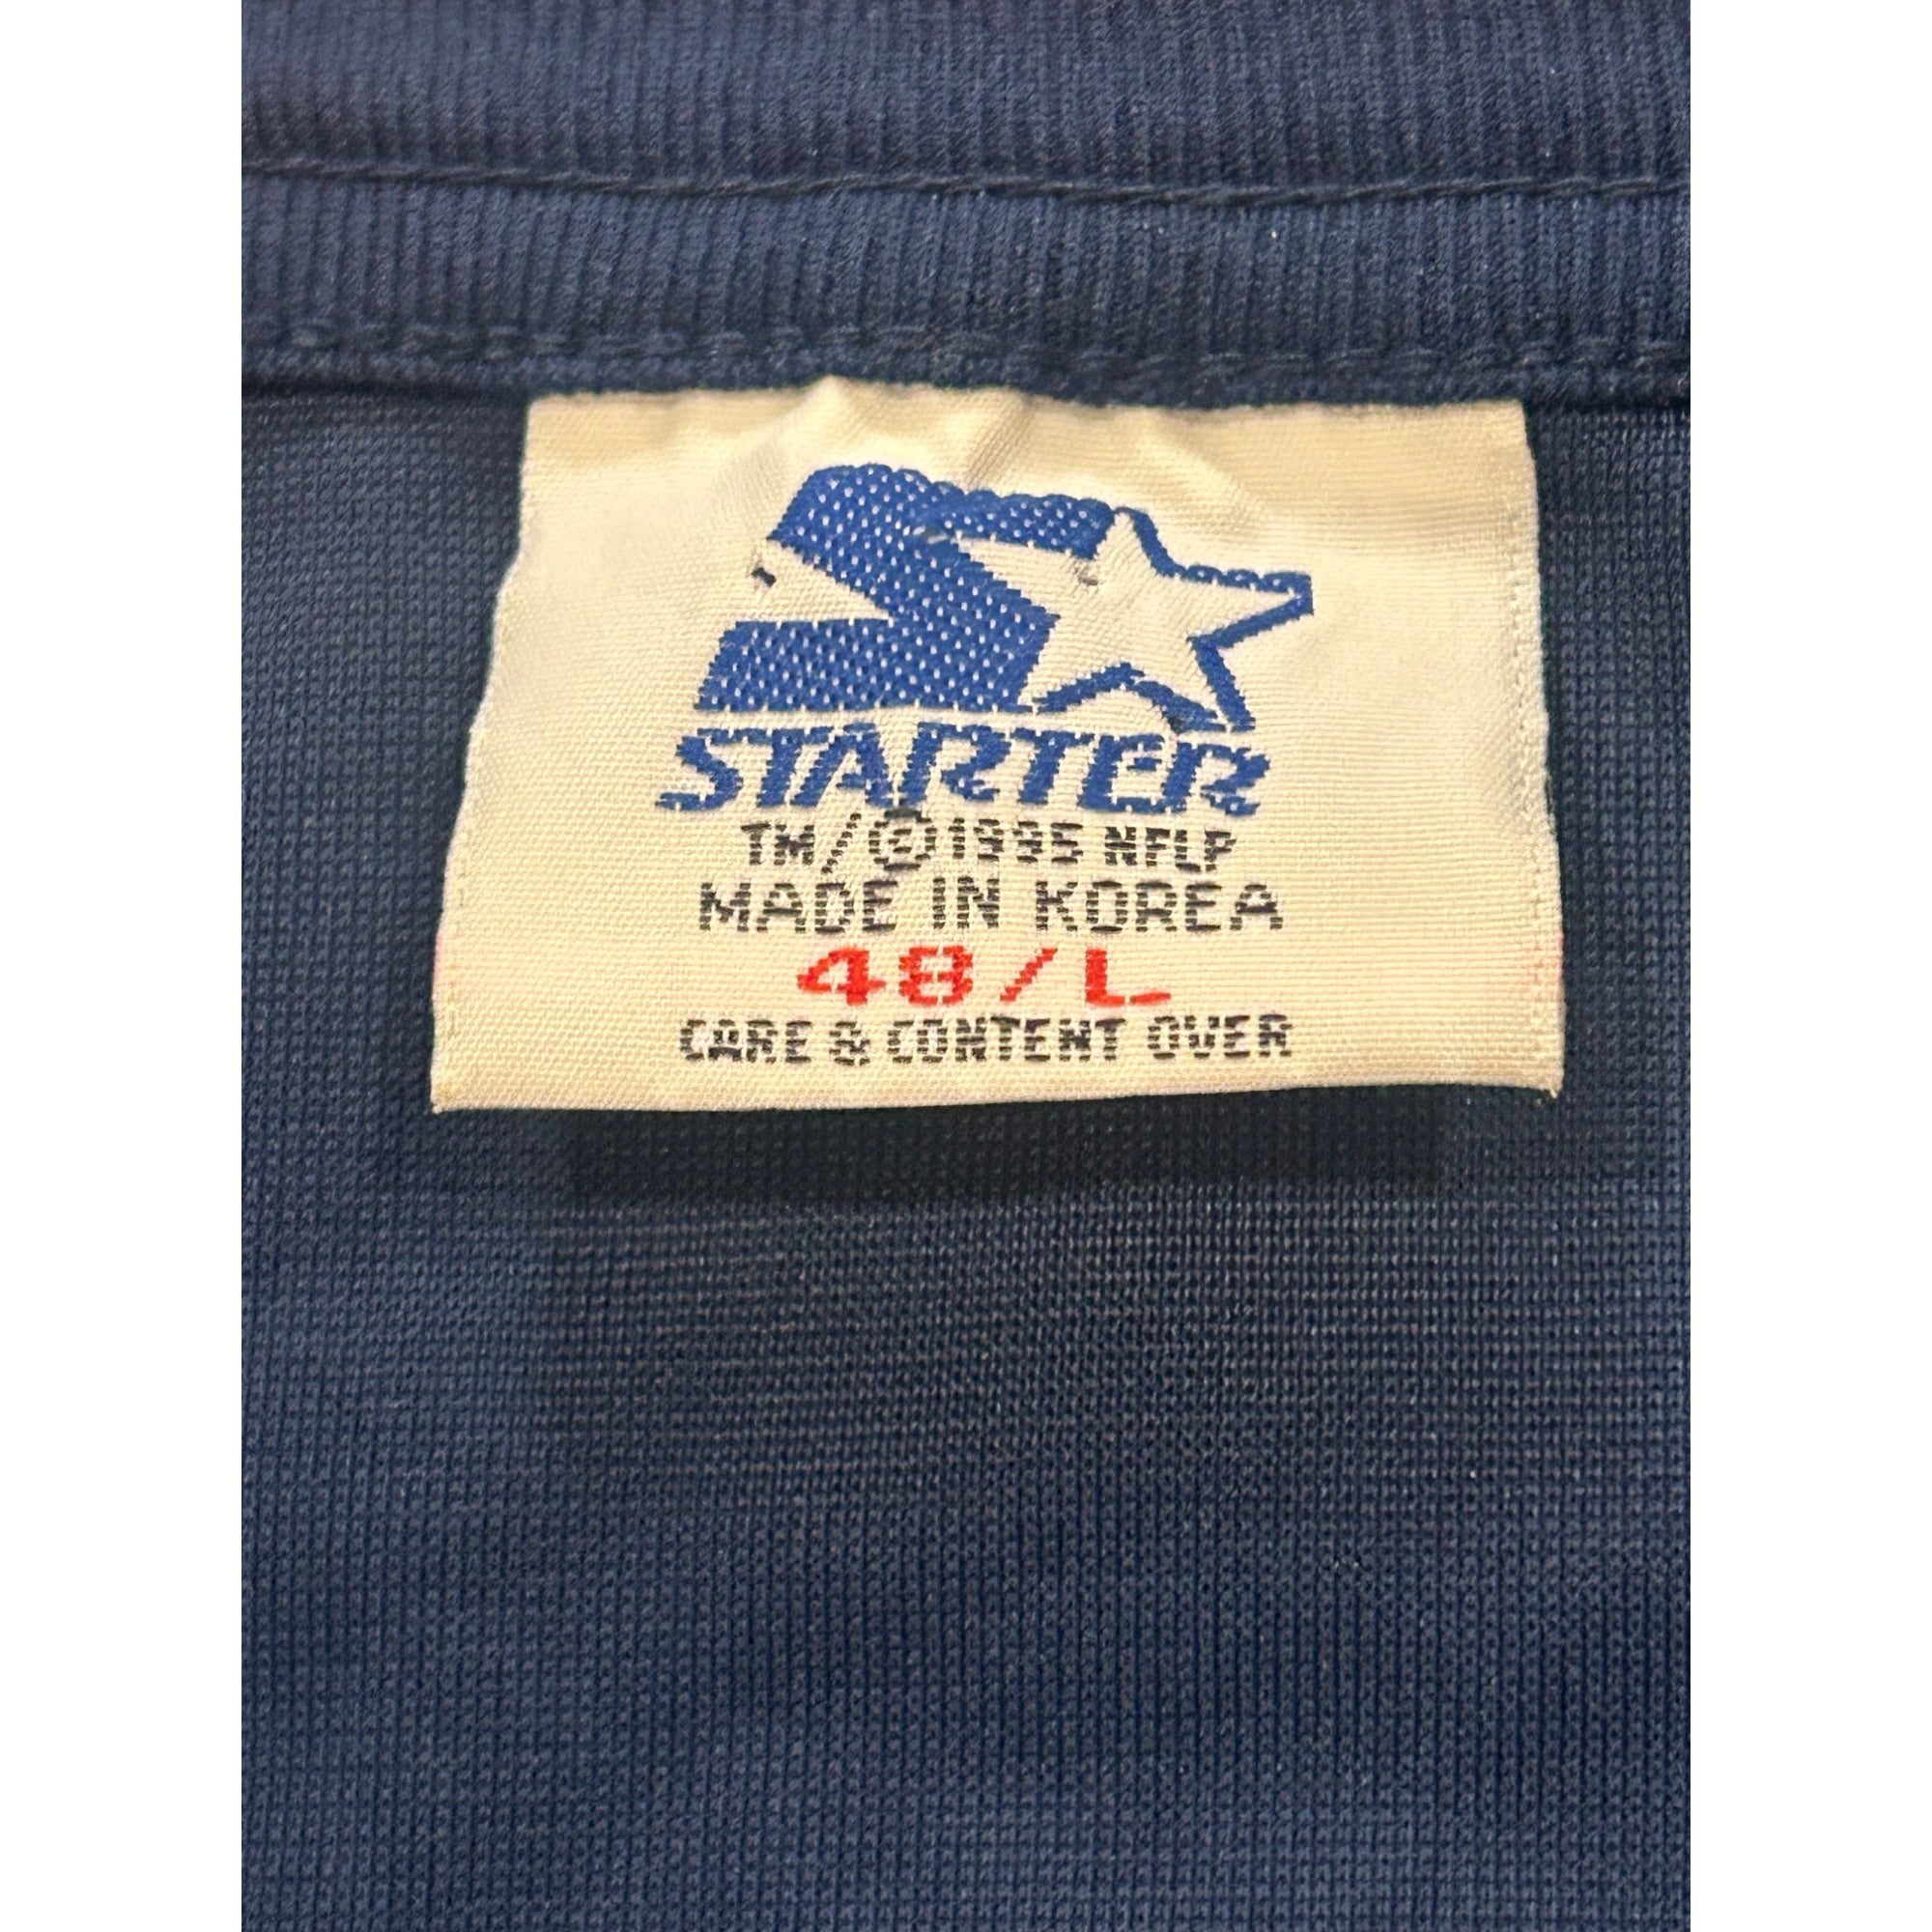 STARTER
TM/©1995 NFLP
MADE IN KOREA
48/L
CARE & CONTENT OVER